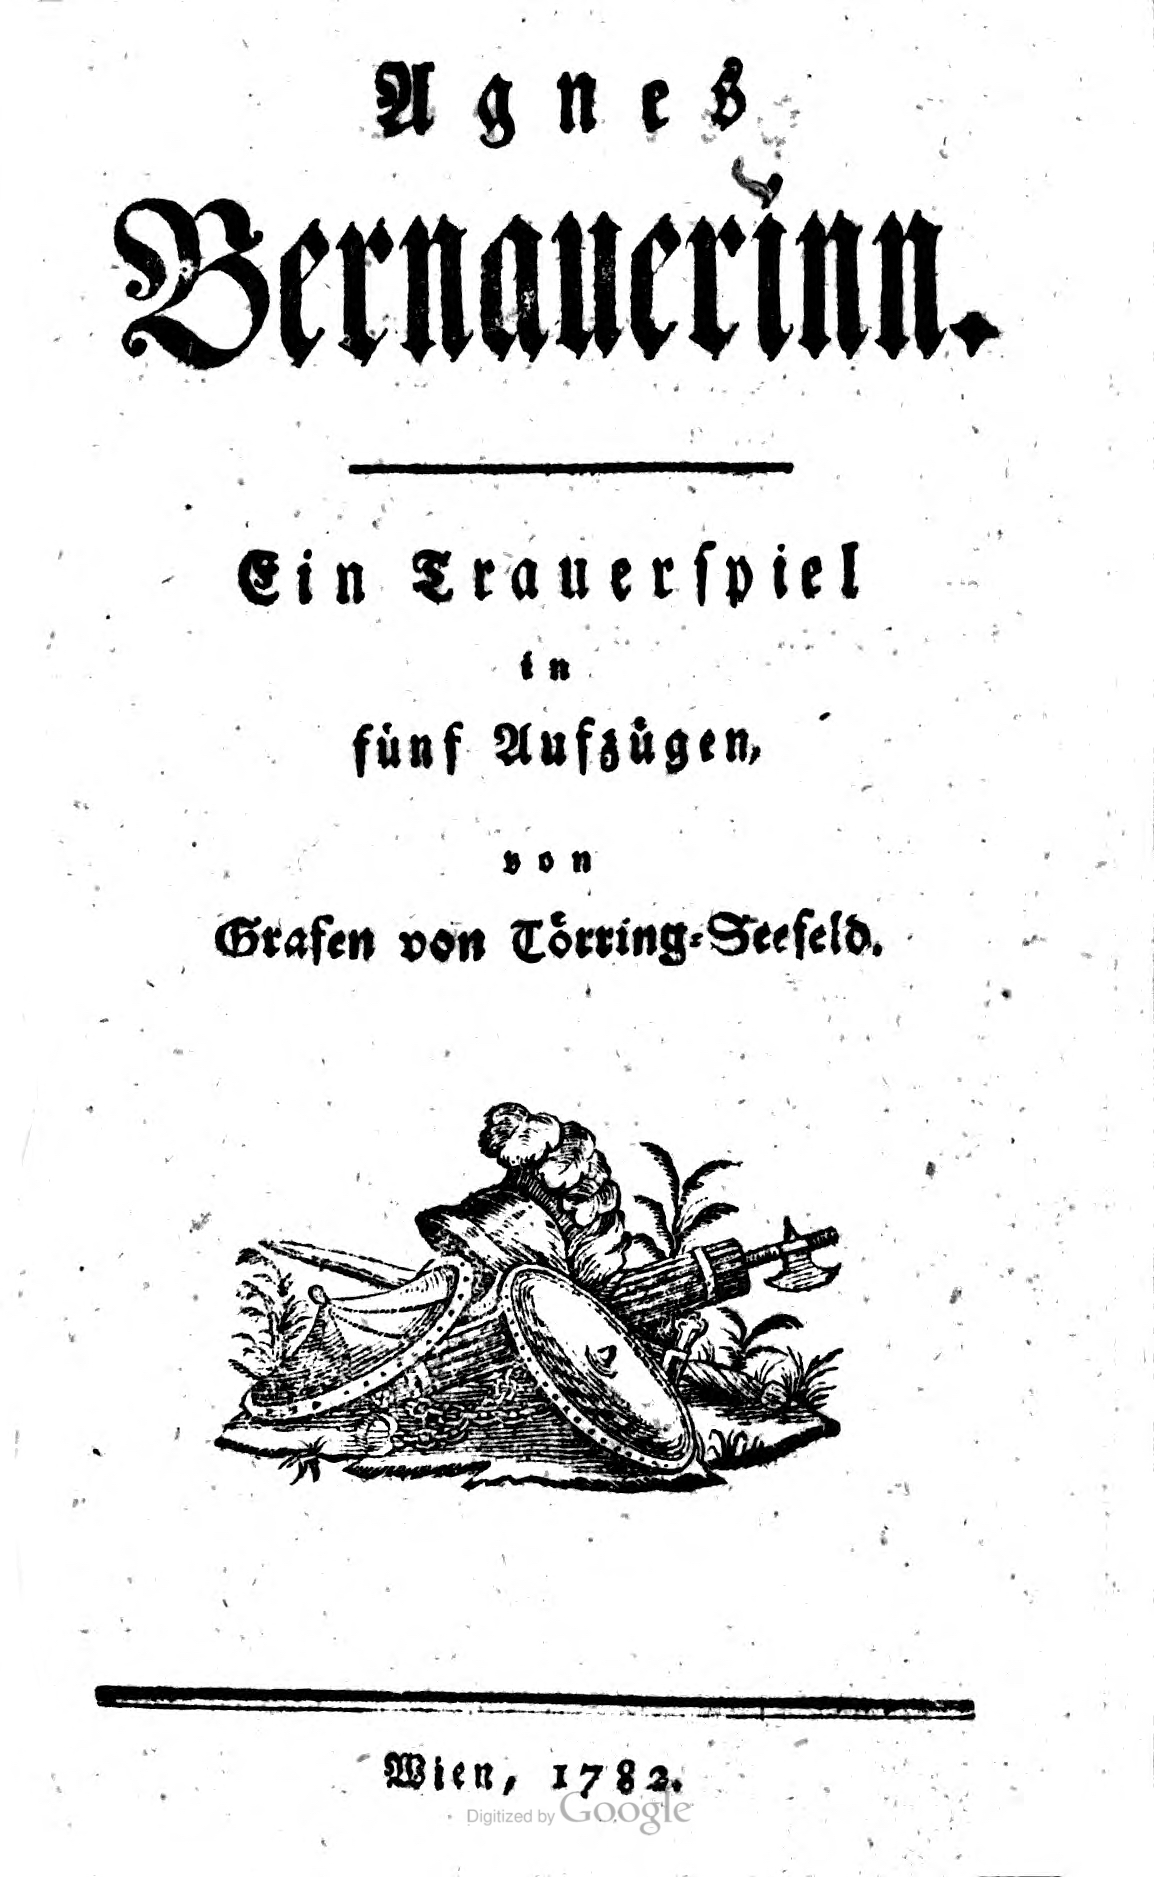 Agnes
Bernauerinn.
Ein Trauerſpiel
in
fünf Aufzügen,
von
Grafen von Törring-Seefeld.
Wien, 1782.
Digitized by Google